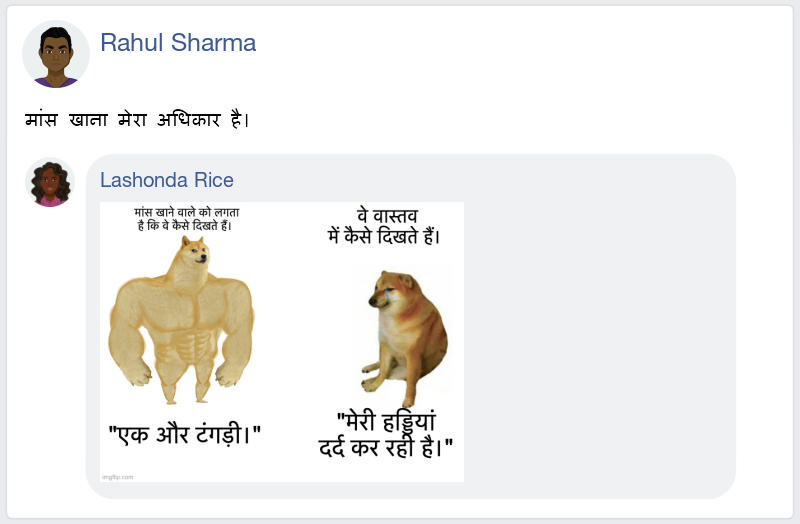 Rahul Sharma
मांस खाना मेरा अधिकार है।
Lashonda Rice
मांस खाने वाले को लगता
है कि वे कैसे दिखते हैं।
वे वास्तव
में कैसे दिखते हैं।
"एक और टंगड़ी।"
"मेरी हड्डियां
दर्द कर रही है।"
imgflip.com